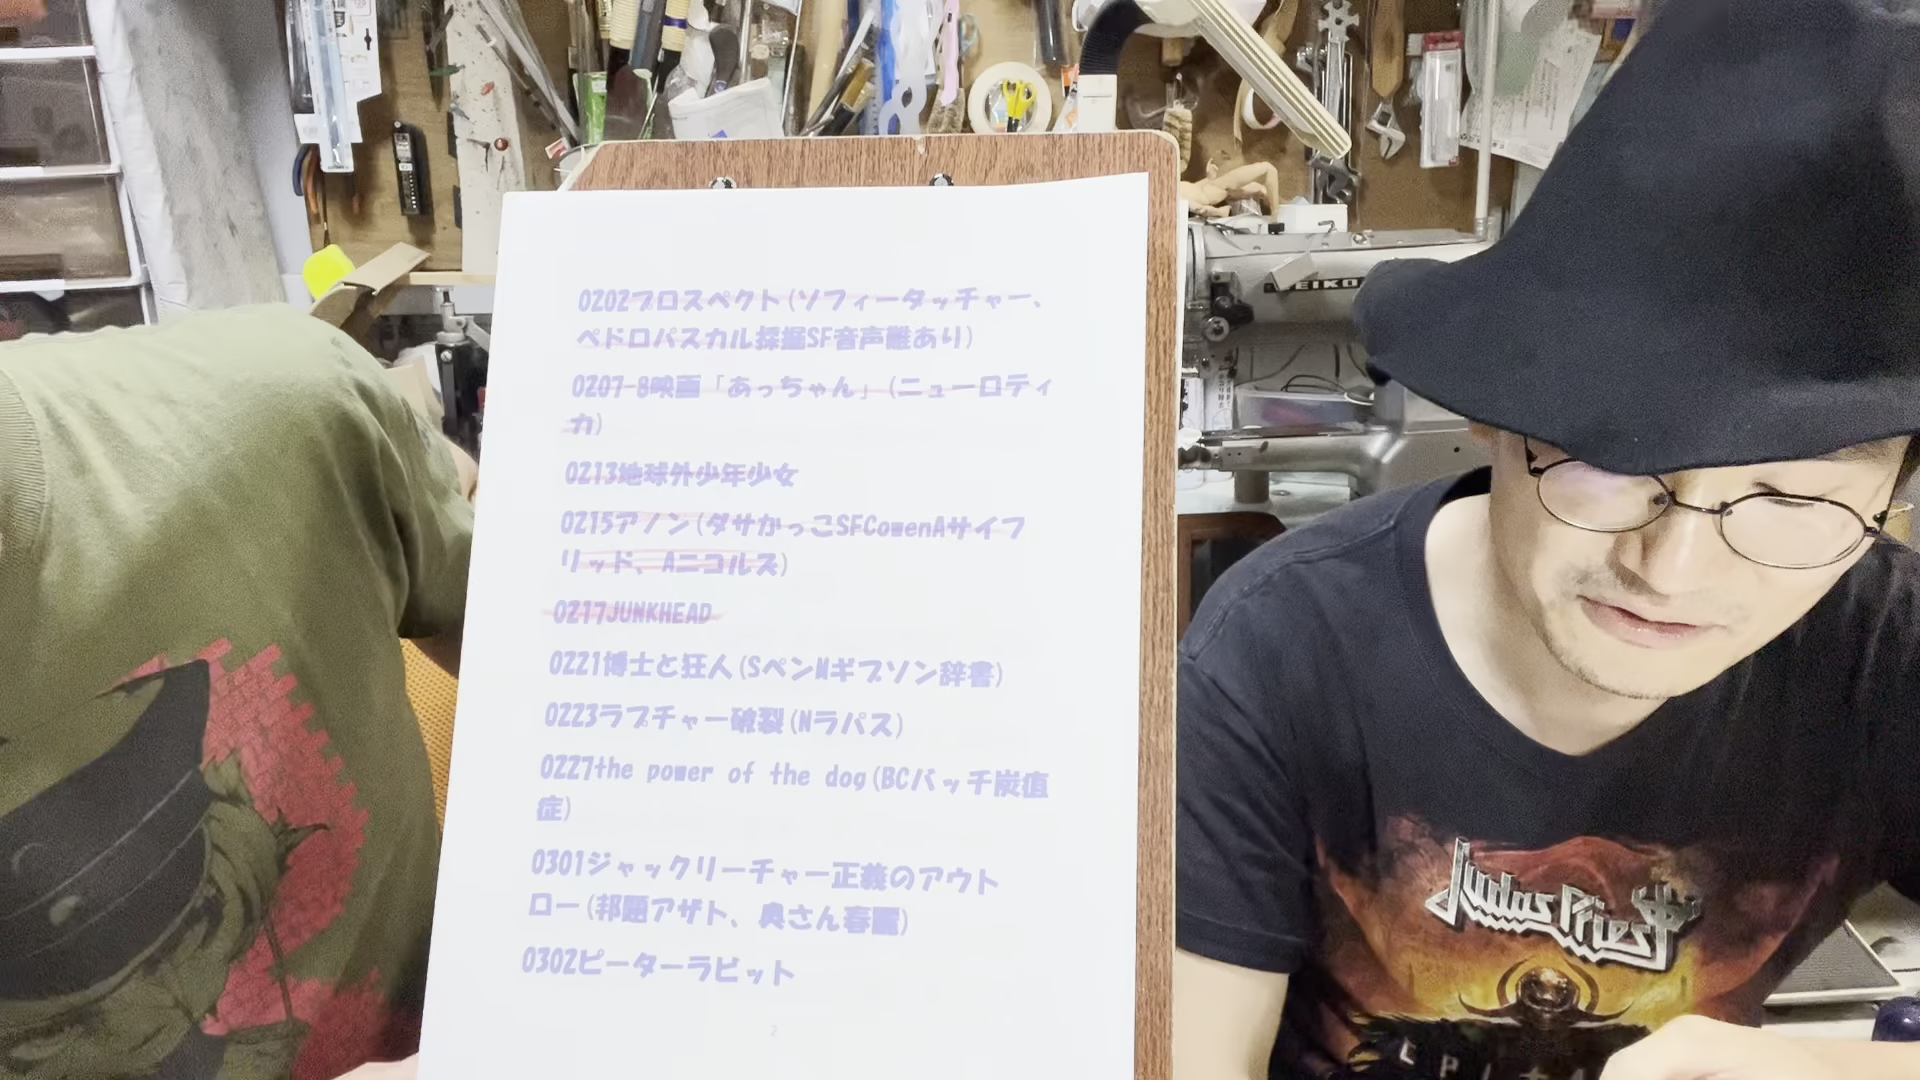 0202プロスペクト(ソフィータッチャー、
ペドロパスカル採掘SF音声難あり)
0207-8映画「あっちゃん」(ニューロティ
カ)
0213地球外少年少女
0215アノン(ダサかっこSFCowenAサイフ
リッド、Aニコルズ)
0217JUNKHEAD
0221博士と狂人(SペンMギブソン辞書)
0223ラプチャー破裂(Nラパス)
0227the power of the dog(BCバッチ炭疽
症)
0301ジャックリーチャー正義のアウト
ロー(邦題アザト、奥さん春麗)
0302ピーターラビット
2
EIKO
Judas Priest
EPIT